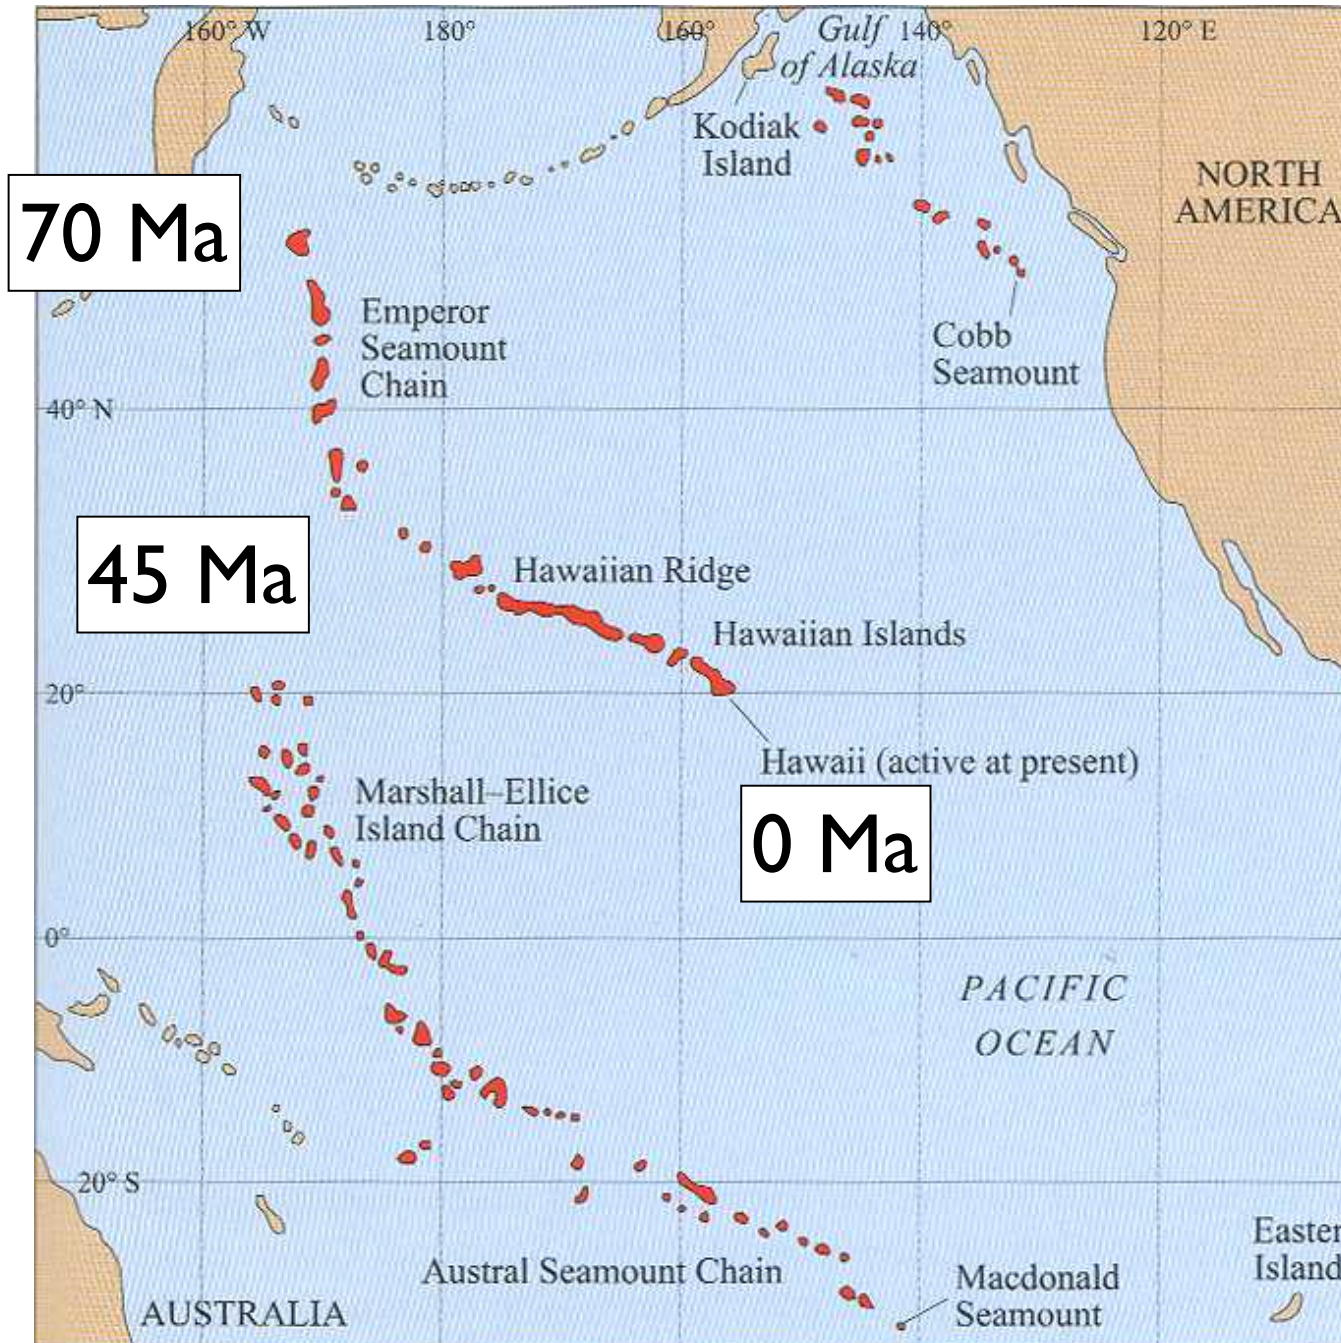 160° W
180°
160°
140°
120° E
Gulf
of Alaska
Kodiak
Island
NORTH
AMERICA
70 Ma
Emperor
Seamount
Chain
Cobb
Seamount
40° N
45 Ma
Hawaiian Ridge
Hawaiian Islands
20°
Hawaii (active at present)
Marshall–Ellice
Island Chain
0 Ma
0°
PACIFIC
OCEAN
20° S
Austral Seamount Chain
Macdonald
Seamount
Easter
Island
AUSTRALIA